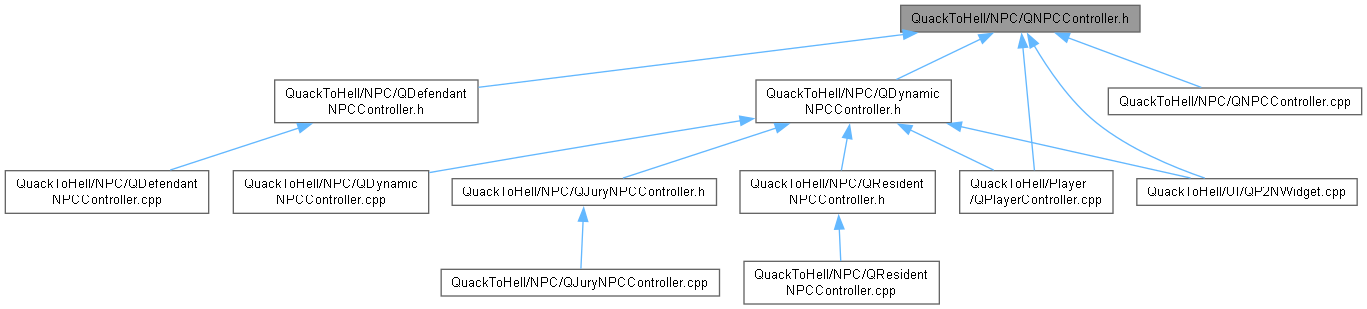 QuackToHell/NPC/QNPCController.h
QuackToHell/NPC/QDefendant
NPCController.h
QuackToHell/NPC/QDynamic
NPCController.h
QuackToHell/NPC/QNPCController.cpp
QuackToHell/NPC/QDefendant
NPCController.cpp
QuackToHell/NPC/QDynamic
NPCController.cpp
QuackToHell/NPC/QJuryNPCController.h
QuackToHell/NPC/QResident
NPCController.h
QuackToHell/Player
/QPlayerController.cpp
QuackToHell/UI/QP2NWidget.cpp
QuackToHell/NPC/QJuryNPCController.cpp
QuackToHell/NPC/QResident
NPCController.cpp